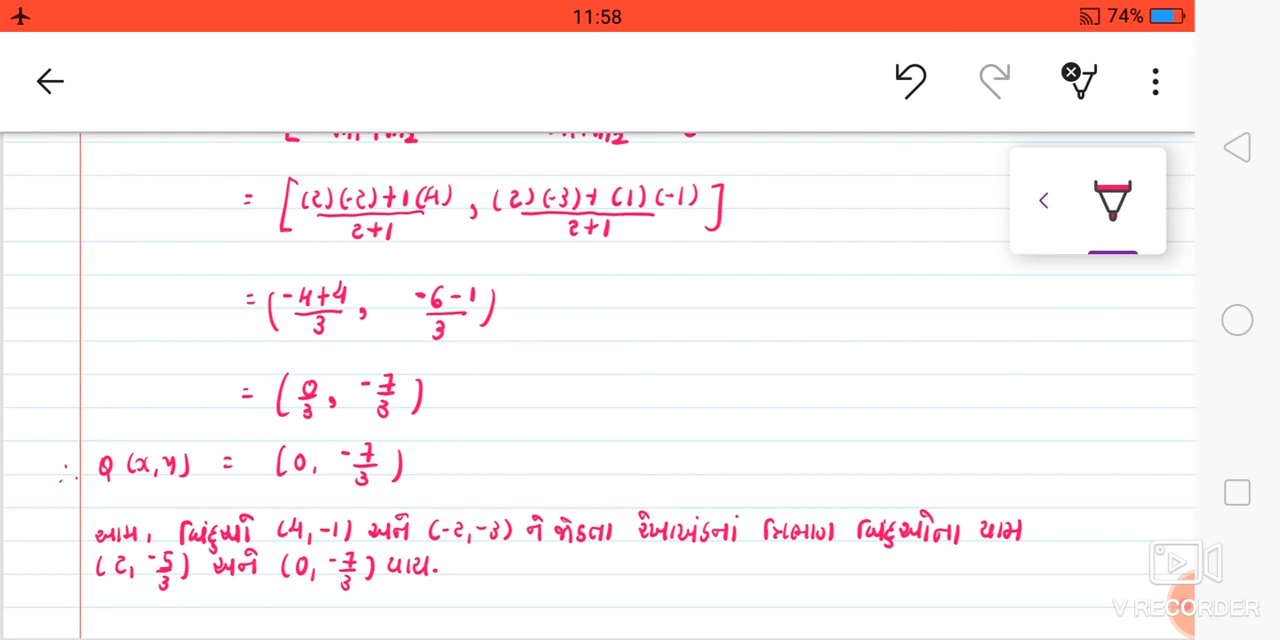 11:58 74%
= [ (2)(-2)+1(4) / 2+1 , (2)(-3)+(1)(-1) / 2+1 ]
= ( -4+4 / 3 , -6-1 / 3 )
= ( 0/3 , -7/3 )
∴ Q(x,y) = (0, -7/3)
આમ, બિંદુઓ (4,-1) અને (-2,-3) ને જોડતા રેખાખંડનાં ત્રિભાગ બિંદુઓના યામ
(2, -5/3) અને (0, -7/3) થાય.
V RECORDER